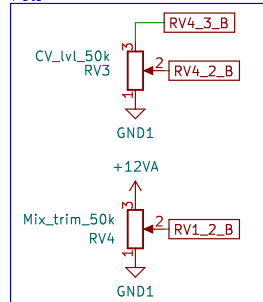 RV4_3_B
3
CV_lvl_50k
RV3
2
RV4_2_B
1
GND1
+12VA
3
Mix_trim_50k
RV4
2
RV1_2_B
1
GND1